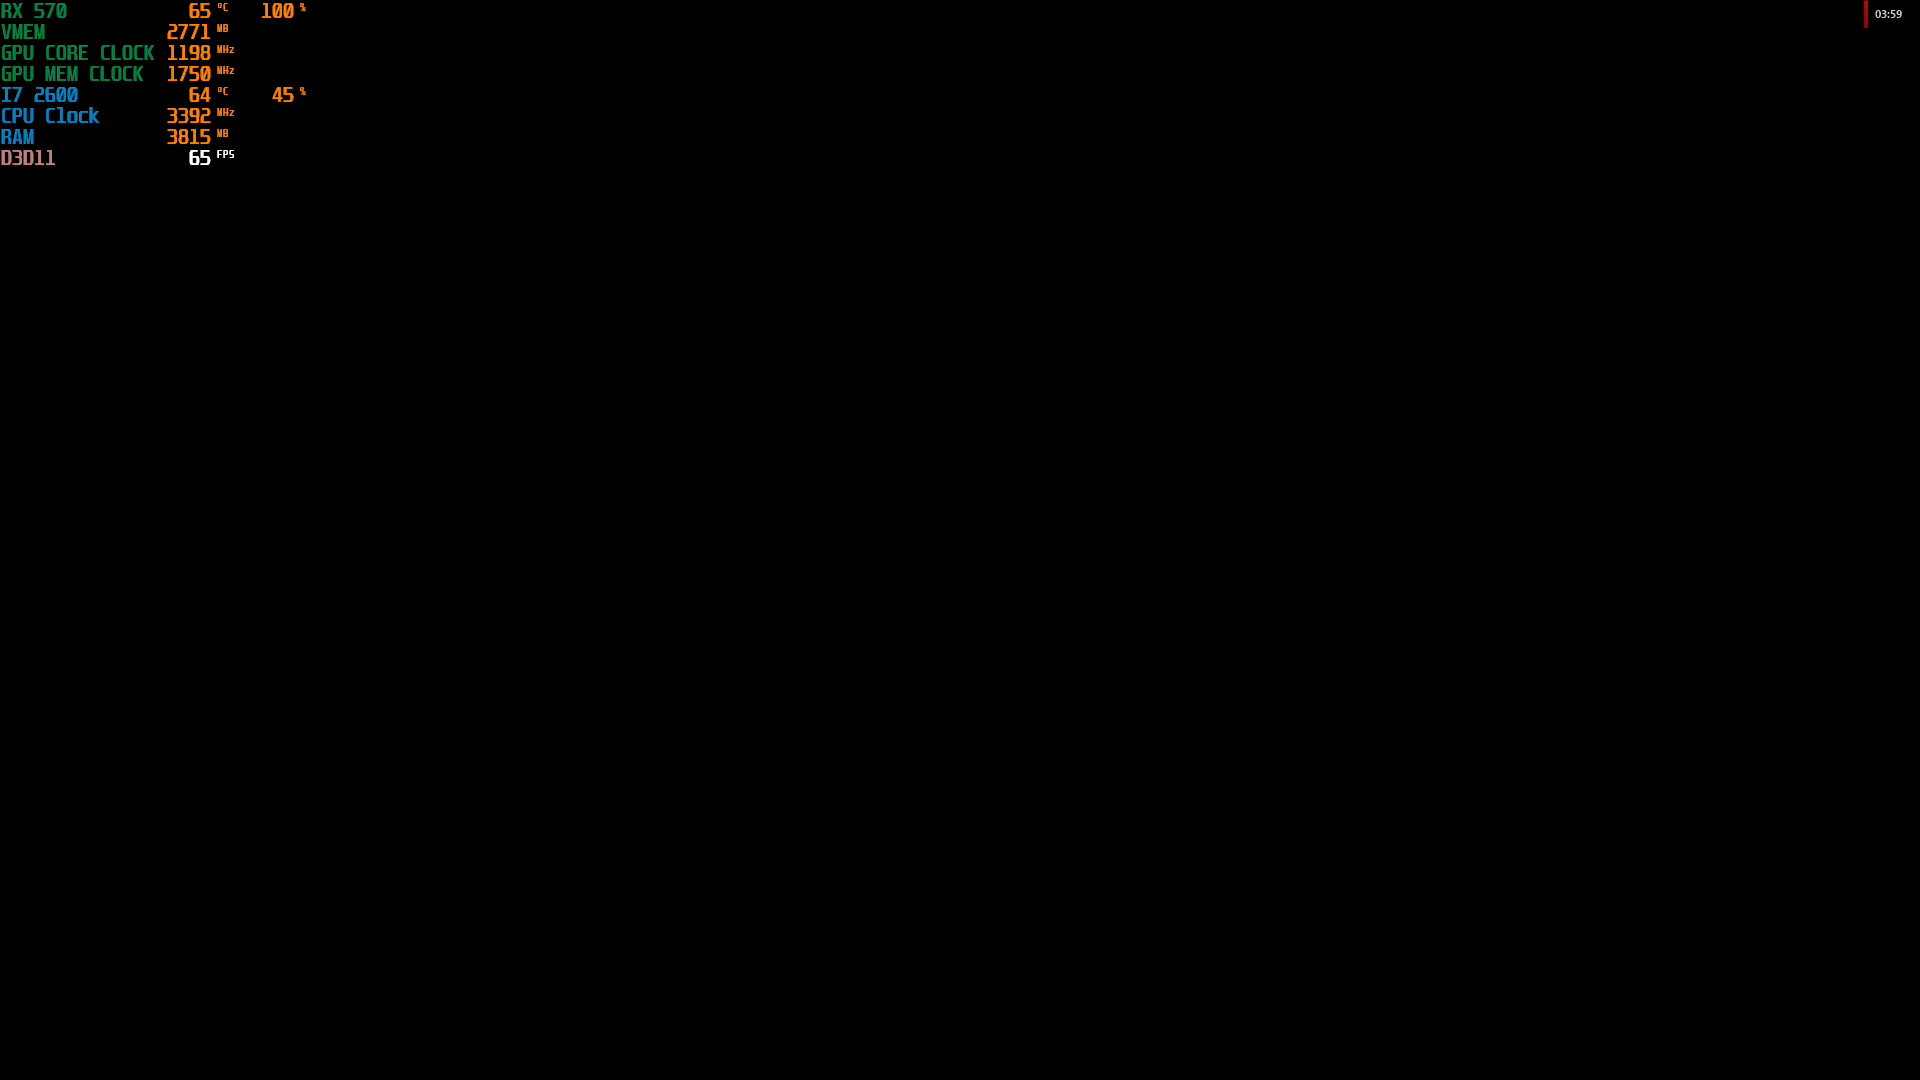 RX 570 65 °C 100 %
VMEM 2771 MB
GPU CORE CLOCK 1198 MHz
GPU MEM CLOCK 1750 MHz
I7 2600 64 °C 45 %
CPU Clock 3392 MHz
RAM 3815 MB
D3D11 65 FPS
03:59